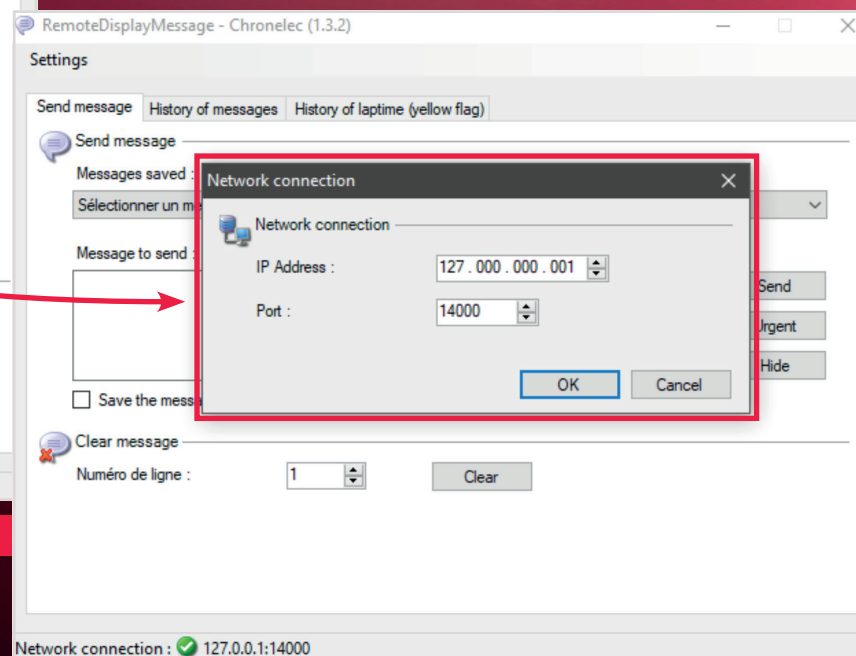 RemoteDisplayMessage - Chronelec (1.3.2)
Settings
Send message History of messages History of laptime (yellow flag)
Send message
Messages saved :
Sélectionner un m
Message to send :
Network connection
Network connection
IP Address :
127 . 000 . 000 . 001
Port :
14000
OK Cancel
Send
Urgent
Hide
Save the messa
Clear message
Numéro de ligne :
1
Clear
Network connection : 127.0.0.1:14000